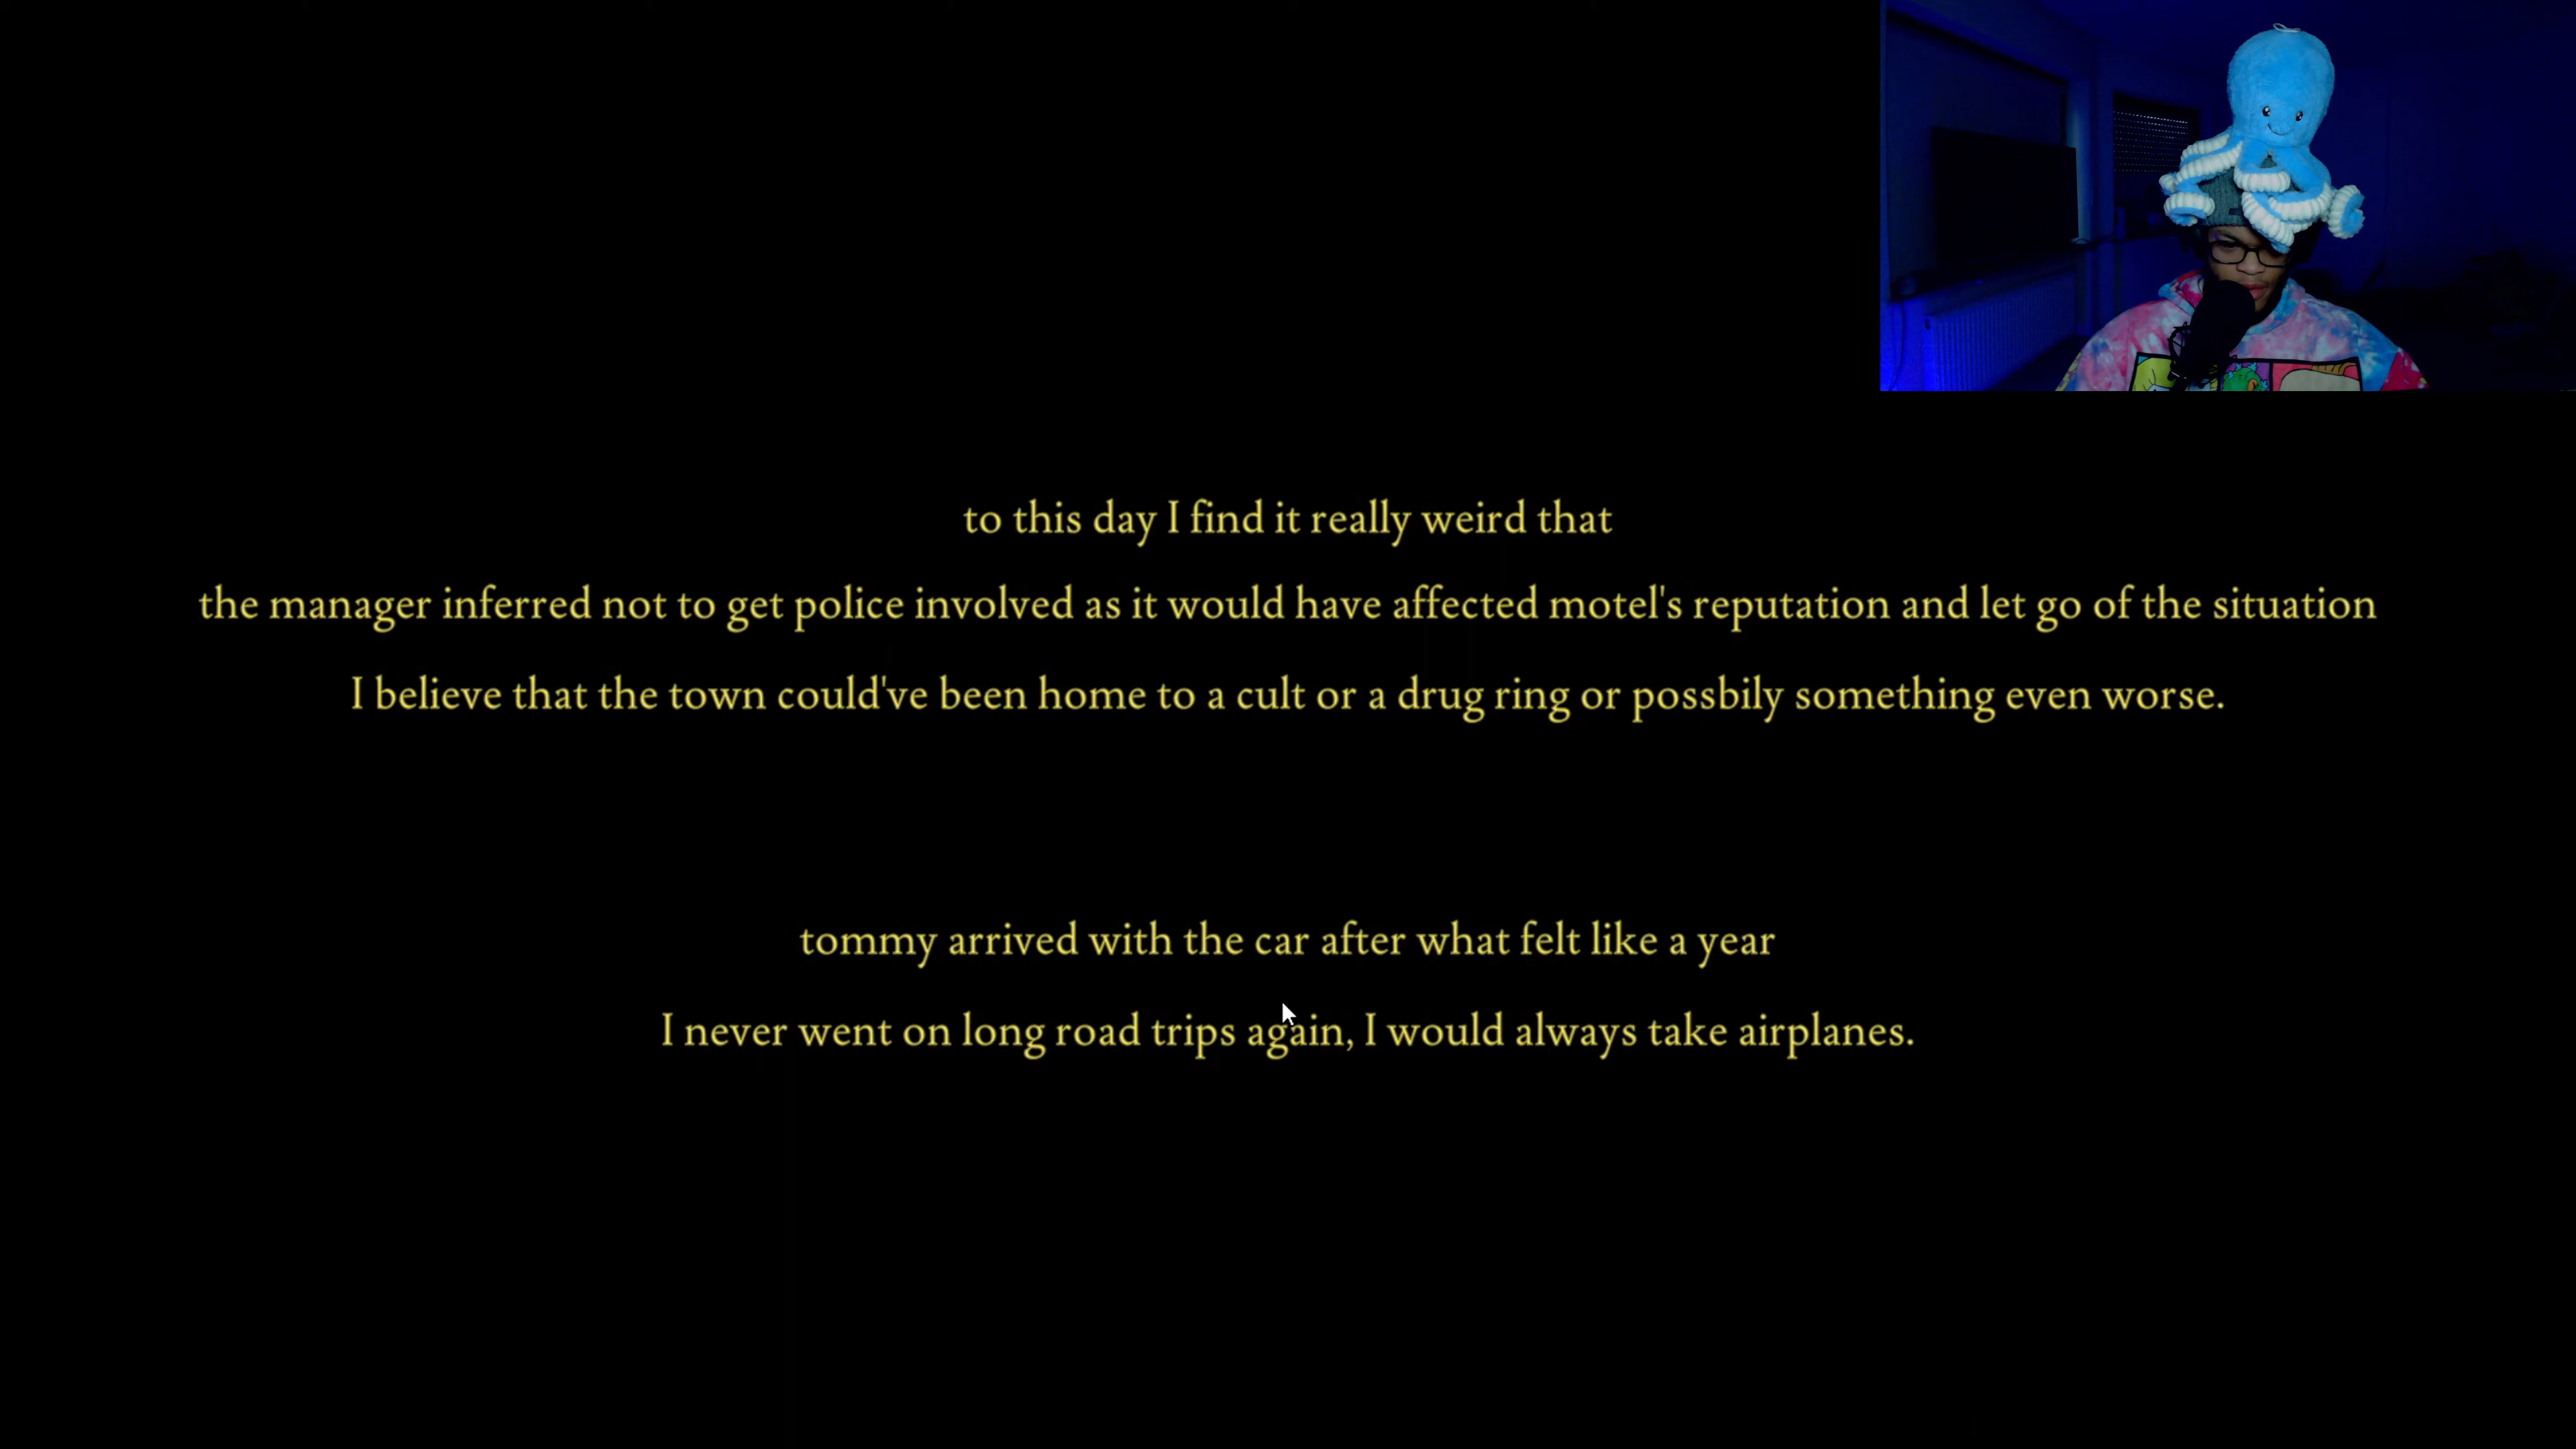 to this day I find it really weird that
the manager inferred not to get police involved as it would have affected motel's reputation and let go of the situation
I believe that the town could've been home to a cult or a drug ring or possbily something even worse.
tommy arrived with the car after what felt like a year
I never went on long road trips again, I would always take airplanes.